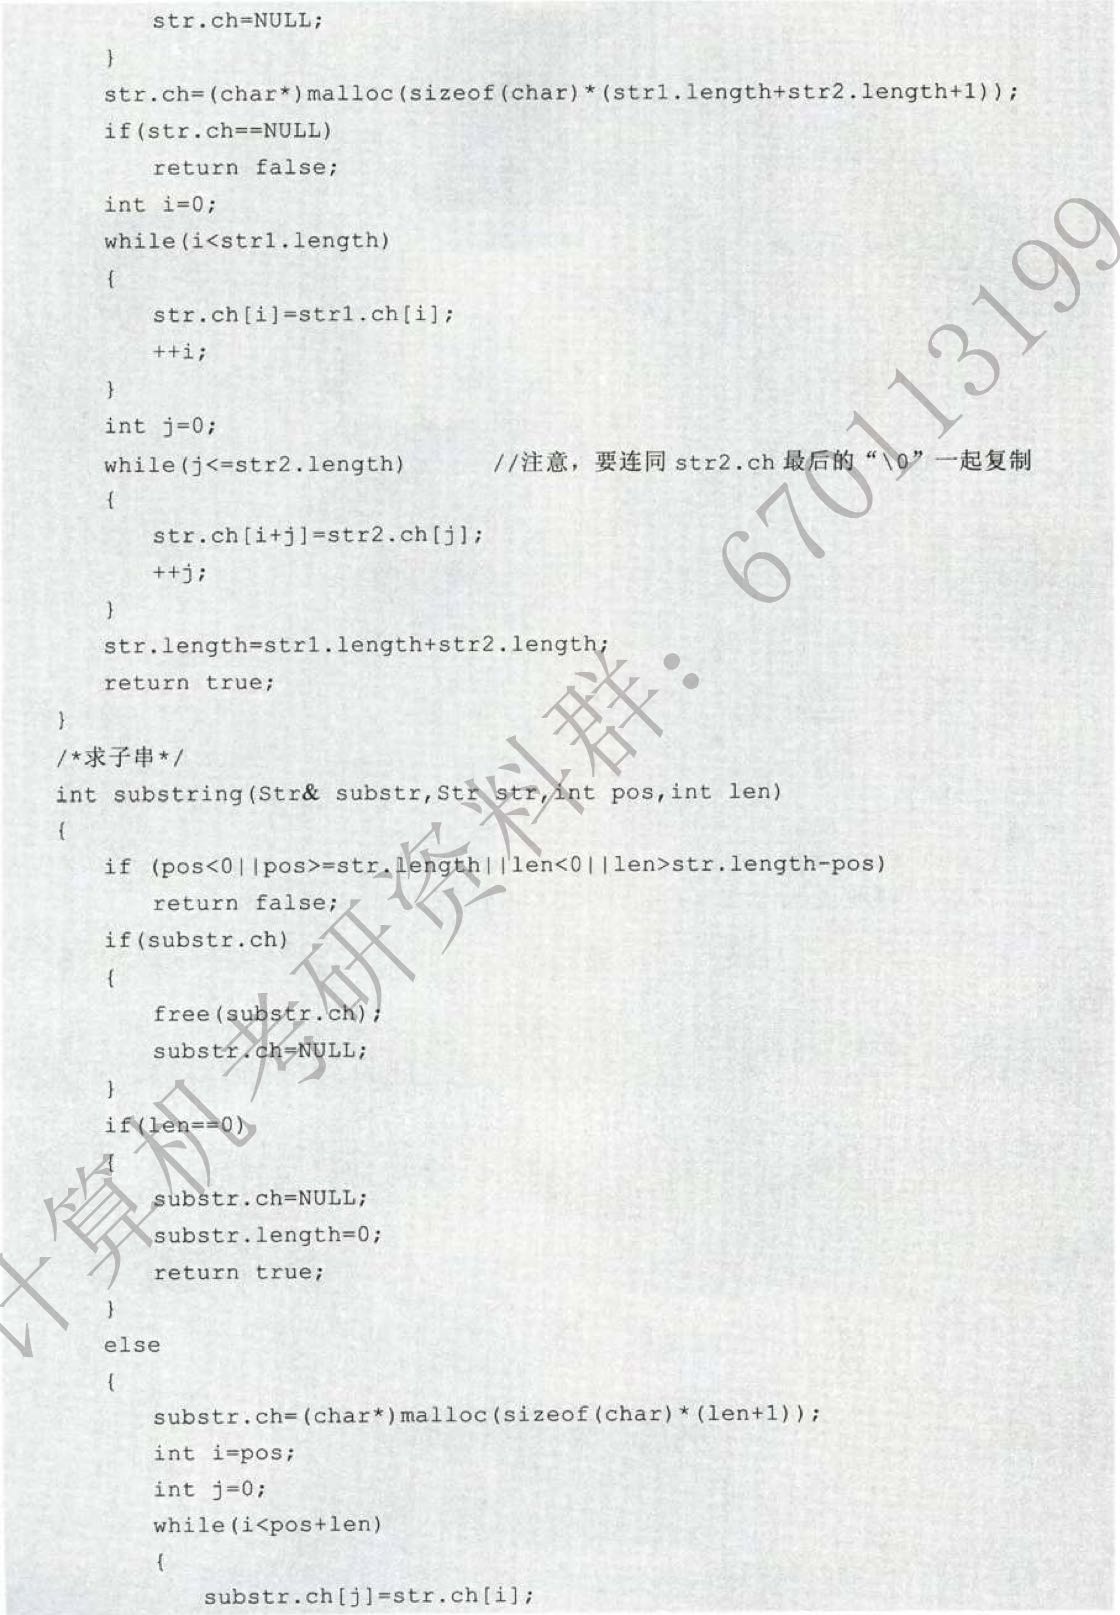 str.ch=NULL;
}
str.ch=(char*)malloc(sizeof(char)*(str1.length+str2.length+1));
if(str.ch==NULL)
return false;
int i=0;
while(i<str1.length)
{
str.ch[i]=str1.ch[i];
++i;
}
int j=0;
while(j<=str2.length) //注意，要连同 str2.ch 最后的“\0”一起复制
{
str.ch[i+j]=str2.ch[j];
++j;
}
str.length=str1.length+str2.length;
return true;
}
/*求子串*/
int substring(Str& substr,Str str,int pos,int len)
{
if (pos<0||pos>=str.length||len<0||len>str.length-pos)
return false;
if(substr.ch)
{
free(substr.ch);
substr.ch=NULL;
}
if(len==0)
{
substr.ch=NULL;
substr.length=0;
return true;
}
else
{
substr.ch=(char*)malloc(sizeof(char)*(len+1));
int i=pos;
int j=0;
while(i<pos+len)
{
substr.ch[j]=str.ch[i];
计算机考研资料群：670113199